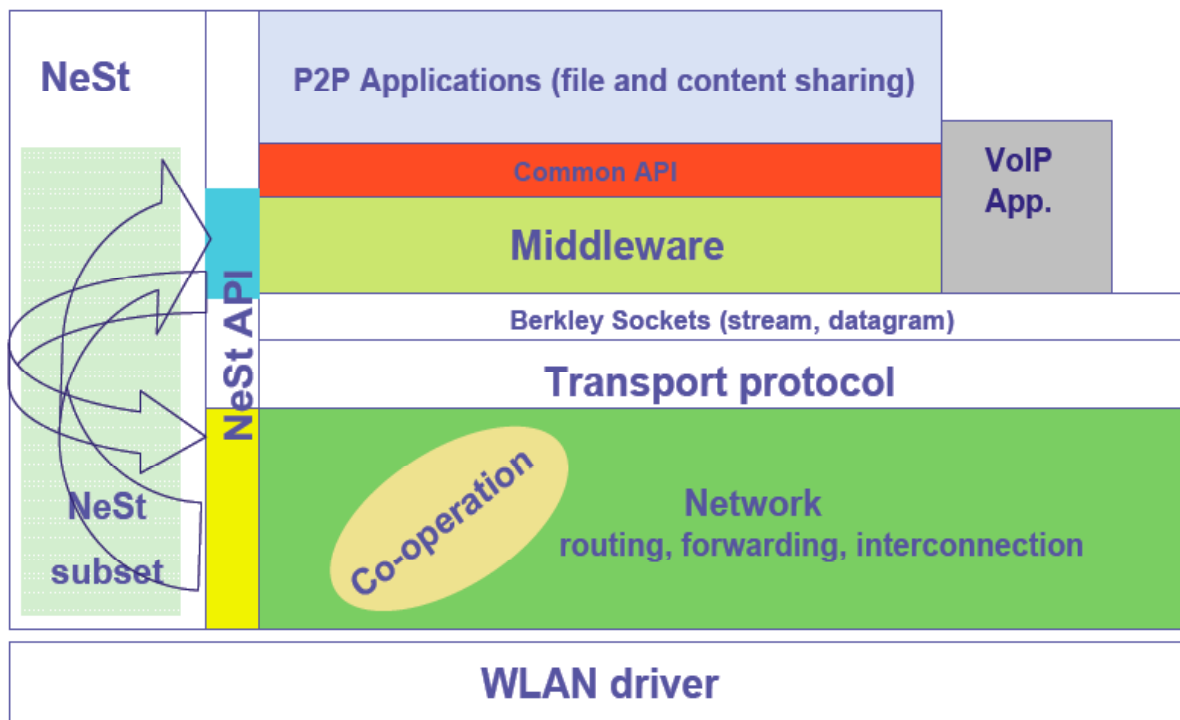 NeSt
P2P Applications (file and content sharing)
Common API
VoIP
App.
Middleware
NeSt API
Berkley Sockets (stream, datagram)
Transport protocol
Co-operation
Network
routing, forwarding, interconnection
NeSt
subset
WLAN driver